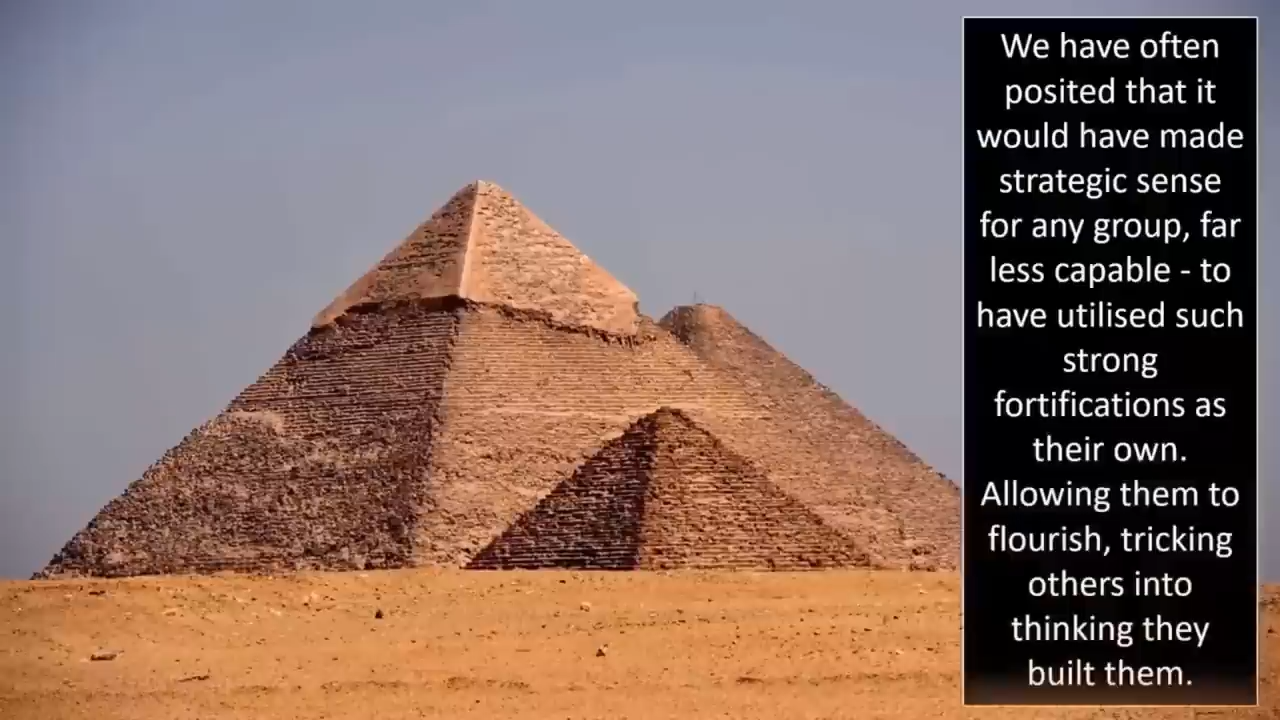 We have often
posited that it
would have made
strategic sense
for any group, far
less capable - to
have utilised such
strong
fortifications as
their own.
Allowing them to
flourish, tricking
others into
thinking they
built them.